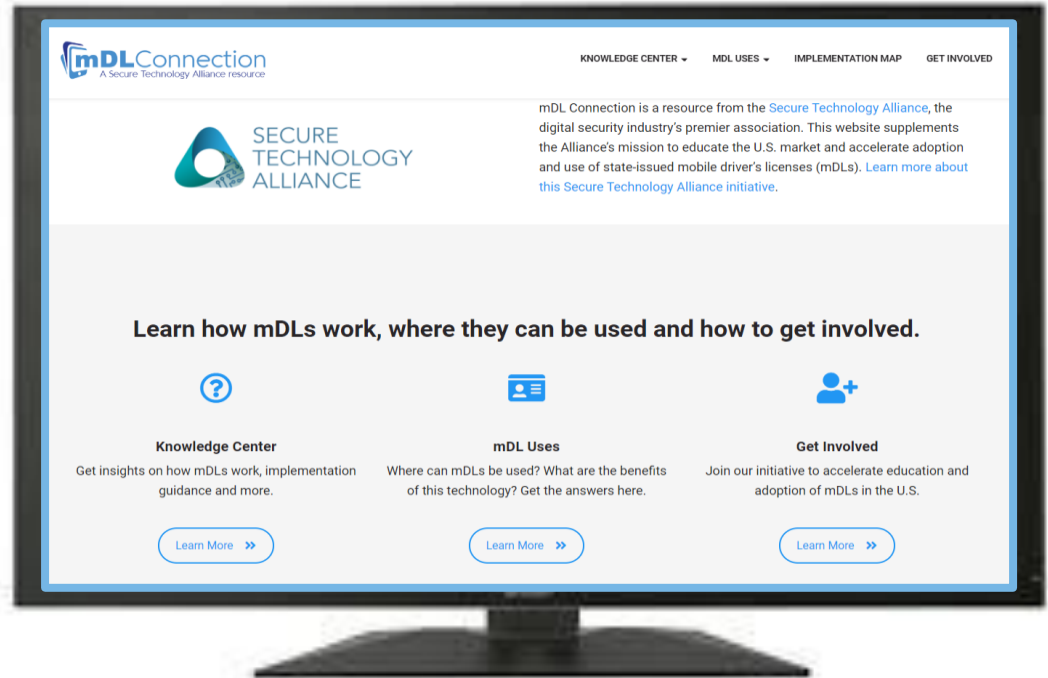 mDLConnection
A Secure Technology Alliance resource
KNOWLEDGE CENTER
MDL USES
IMPLEMENTATION MAP
GET INVOLVED
SECURE
TECHNOLOGY
ALLIANCE
mDL Connection is a resource from the Secure Technology Alliance, the
digital security industry's premier association. This website supplements
the Alliance's mission to educate the U.S. market and accelerate adoption
and use of state-issued mobile driver's licenses (mDLs). Learn more about
this Secure Technology Alliance initiative.
Learn how mDLs work, where they can be used and how to get involved.
Knowledge Center
Get insights on how mDLs work, implementation
guidance and more.
Learn More »
mDL Uses
Where can mDLs be used? What are the benefits
of this technology? Get the answers here.
Learn More »
Get Involved
Join our initiative to accelerate education and
adoption of mDLs in the U.S.
Learn More »